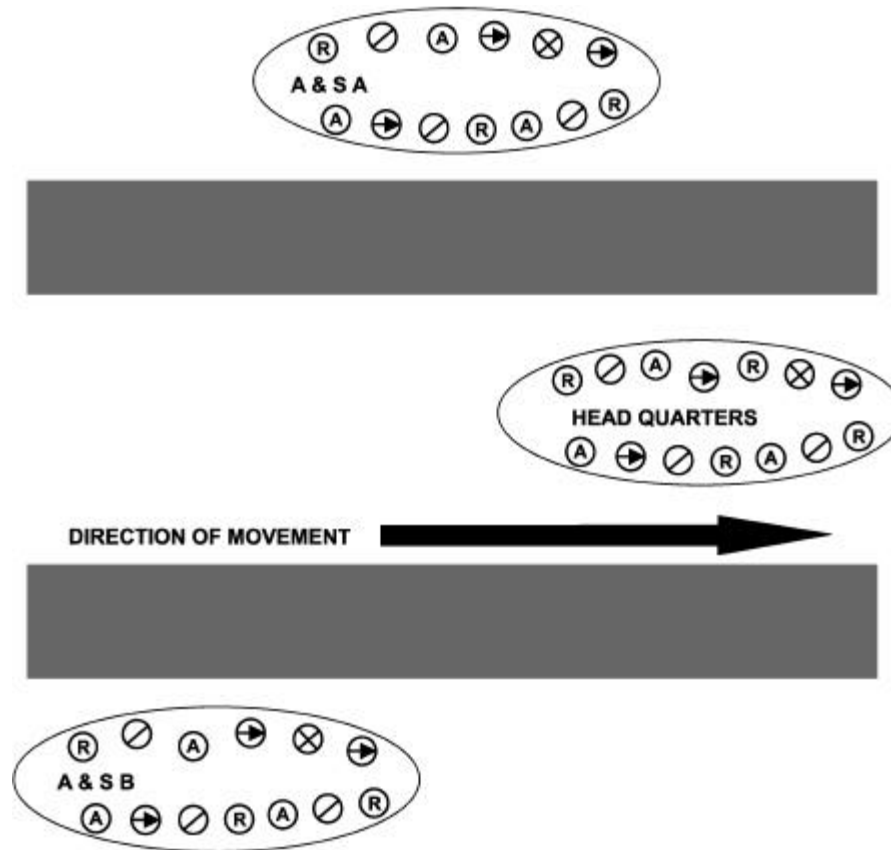 R A
A & S A
A R A R
R A R
HEAD QUARTERS
A R A R
DIRECTION OF MOVEMENT
R A
A & S B
A R A R